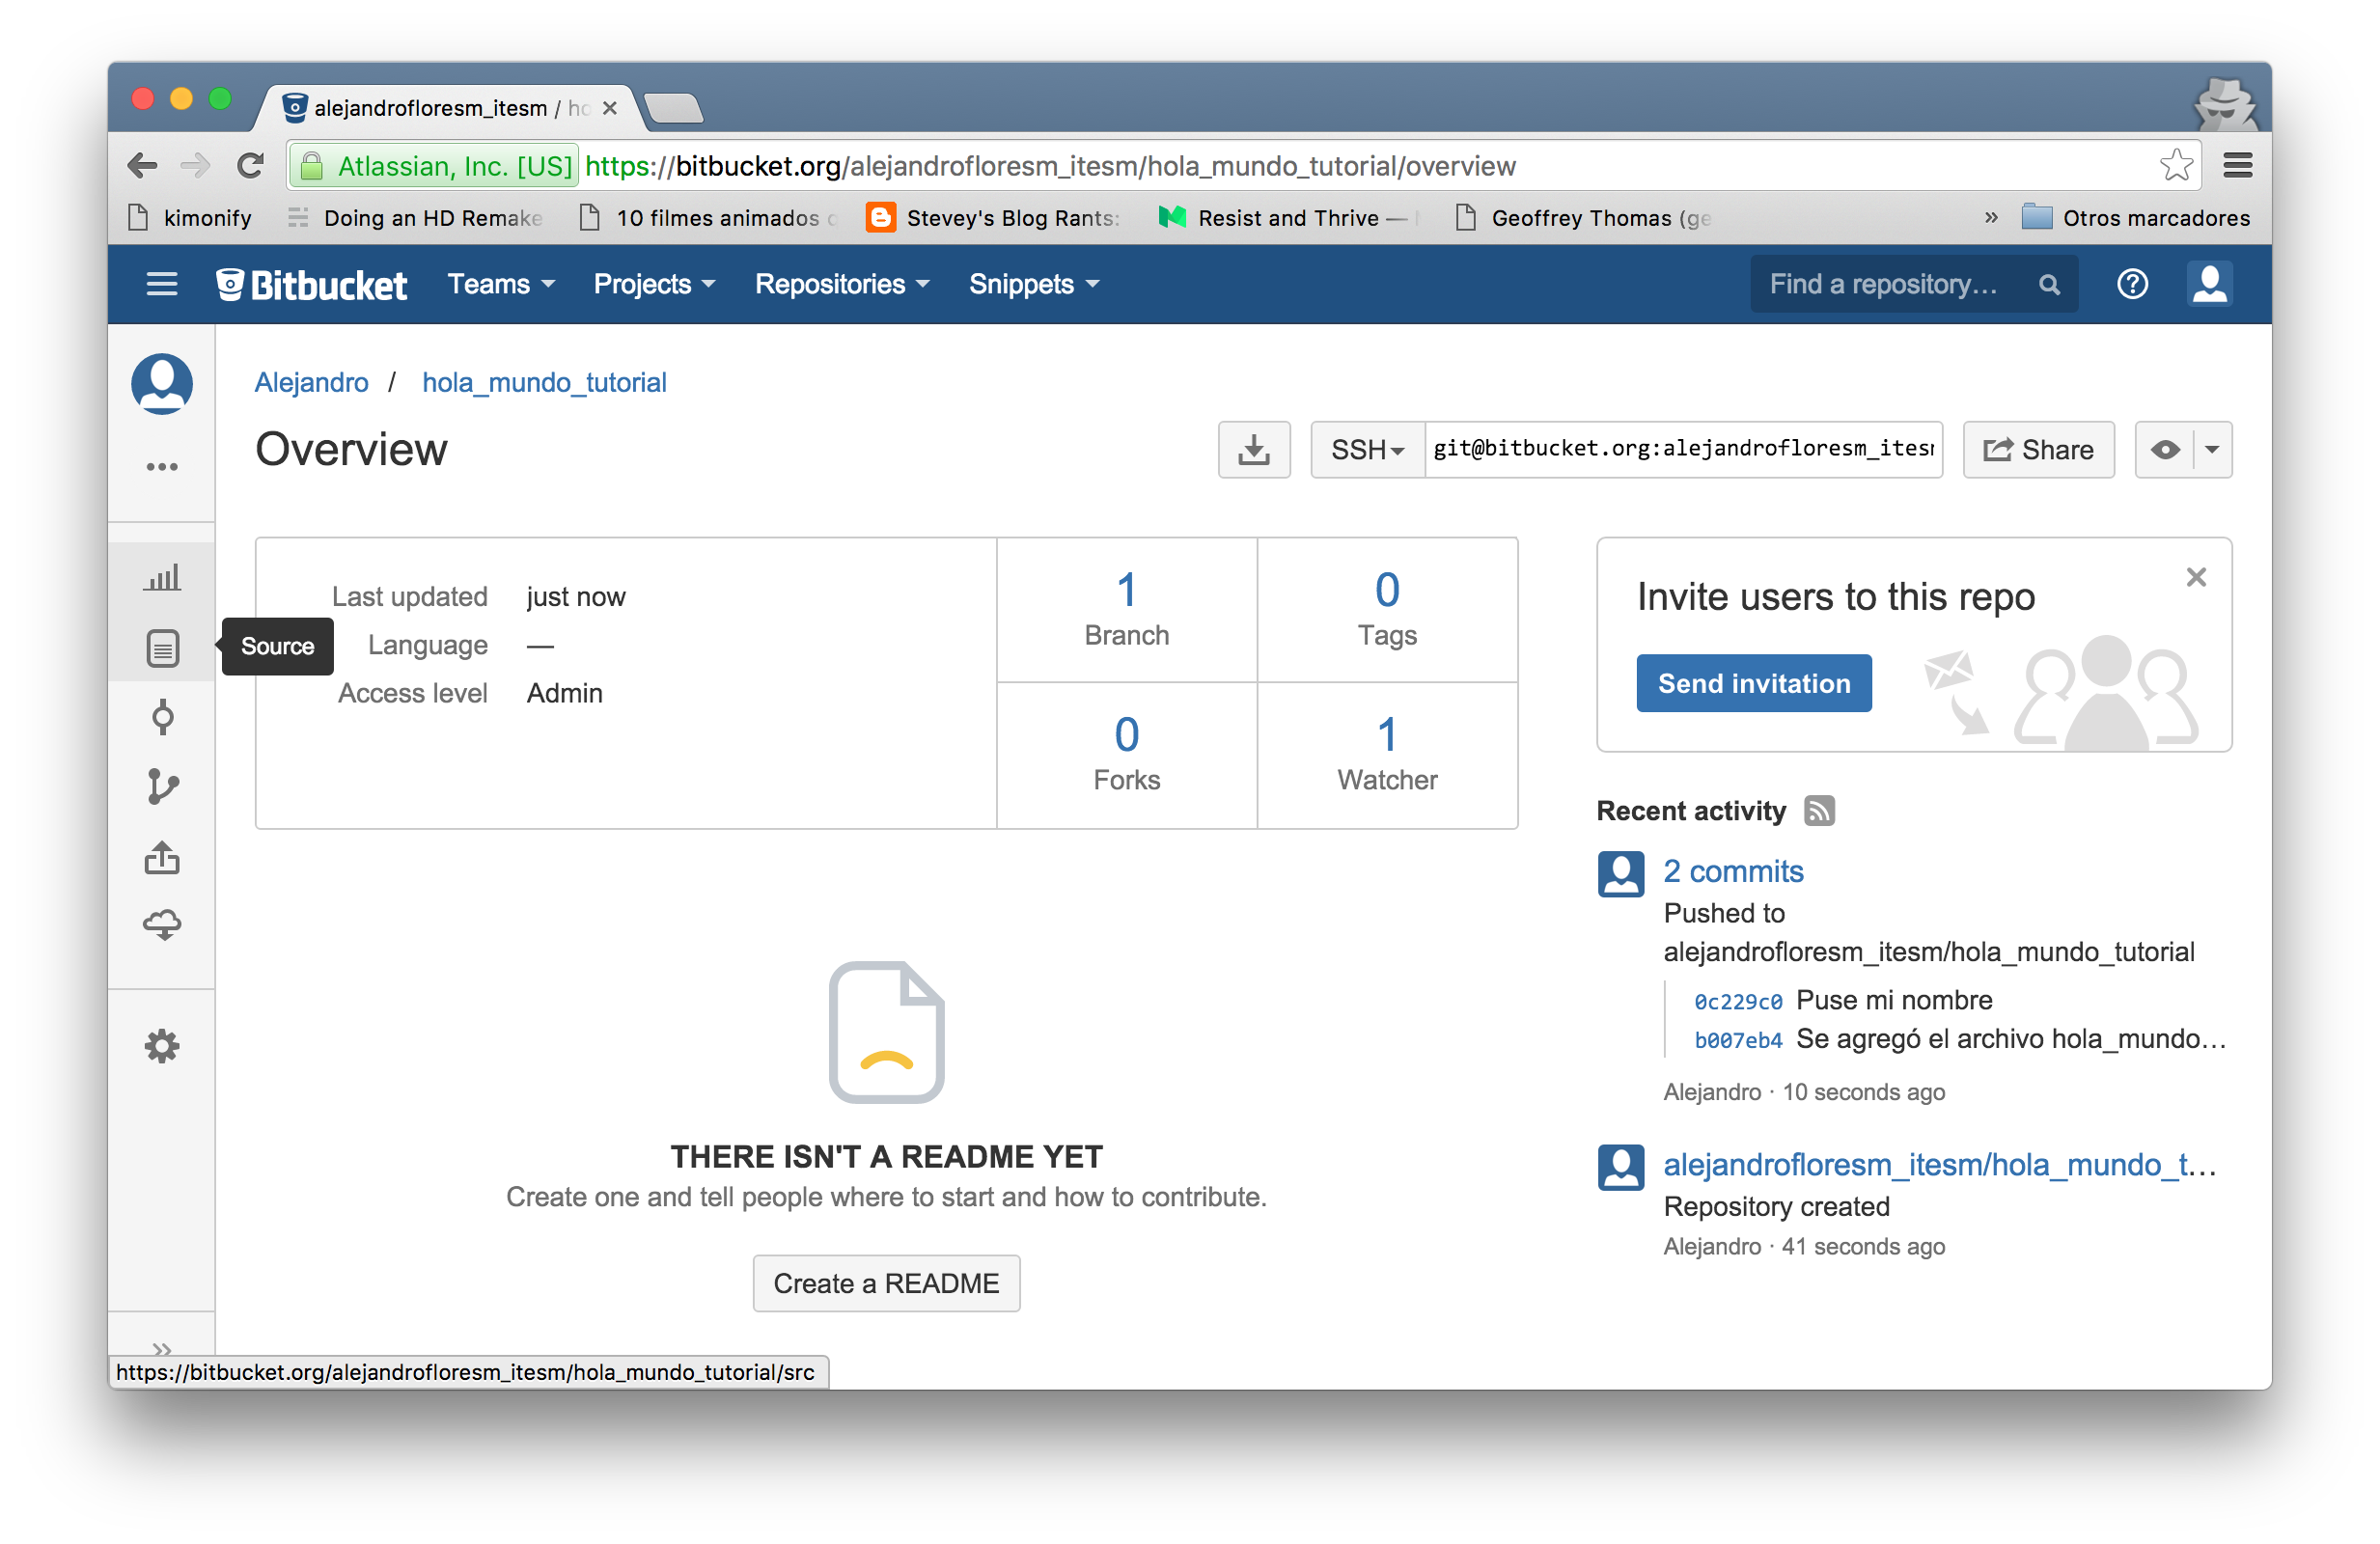 alejandrofloresm_itesm / ho
Atlassian, Inc. [US] https://bitbucket.org/alejandrofloresm_itesm/hola_mundo_tutorial/overview
kimonify Doing an HD Remake 10 filmes animados Stevey's Blog Rants: Resist and Thrive — Geoffrey Thomas (ge » Otros marcadores
Bitbucket Teams Projects Repositories Snippets Find a repository… ?
Alejandro / hola_mundo_tutorial
Overview
SSH git@bitbucket.org:alejandrofloresm_itesm Share
Last updated just now
Language —
Access level Admin
Source
1 Branch
0 Tags
0 Forks
1 Watcher
THERE ISN'T A README YET
Create one and tell people where to start and how to contribute.
Create a README
Invite users to this repo
Send invitation
Recent activity
2 commits
Pushed to
alejandrofloresm_itesm/hola_mundo_tutorial
0c229c0 Puse mi nombre
b007eb4 Se agregó el archivo hola_mundo…
Alejandro · 10 seconds ago
alejandrofloresm_itesm/hola_mundo_t…
Repository created
Alejandro · 41 seconds ago
»
https://bitbucket.org/alejandrofloresm_itesm/hola_mundo_tutorial/src